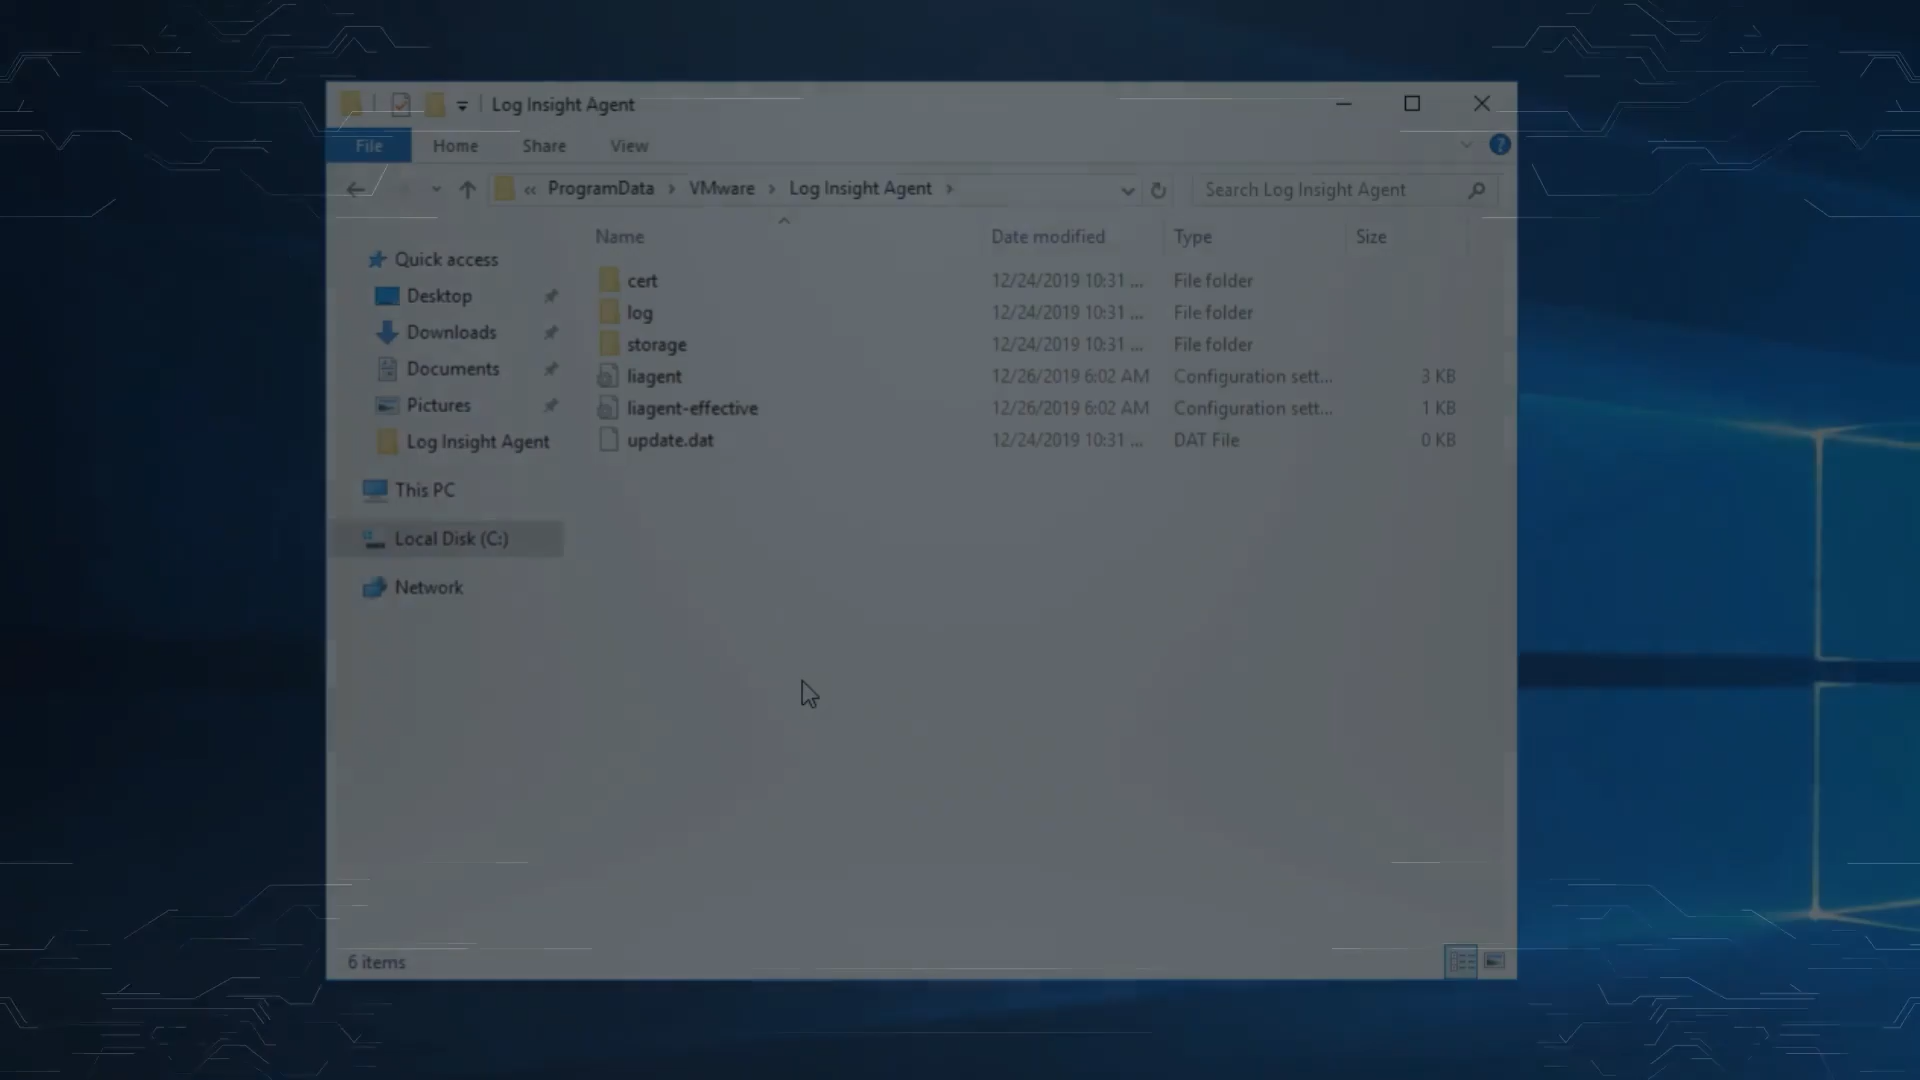 Log Insight Agent
File Home Share View
« ProgramData › VMware › Log Insight Agent › Search Log Insight Agent
Name Date modified Type Size
Quick access
Desktop
Downloads
Documents
Pictures
Log Insight Agent
This PC
Local Disk (C:)
Network
cert 12/24/2019 10:31 ... File folder
log 12/24/2019 10:31 ... File folder
storage 12/24/2019 10:31 ... File folder
liagent 12/26/2019 6:02 AM Configuration sett... 3 KB
liagent-effective 12/26/2019 6:02 AM Configuration sett... 1 KB
update.dat 12/24/2019 10:31 ... DAT File 0 KB
6 items